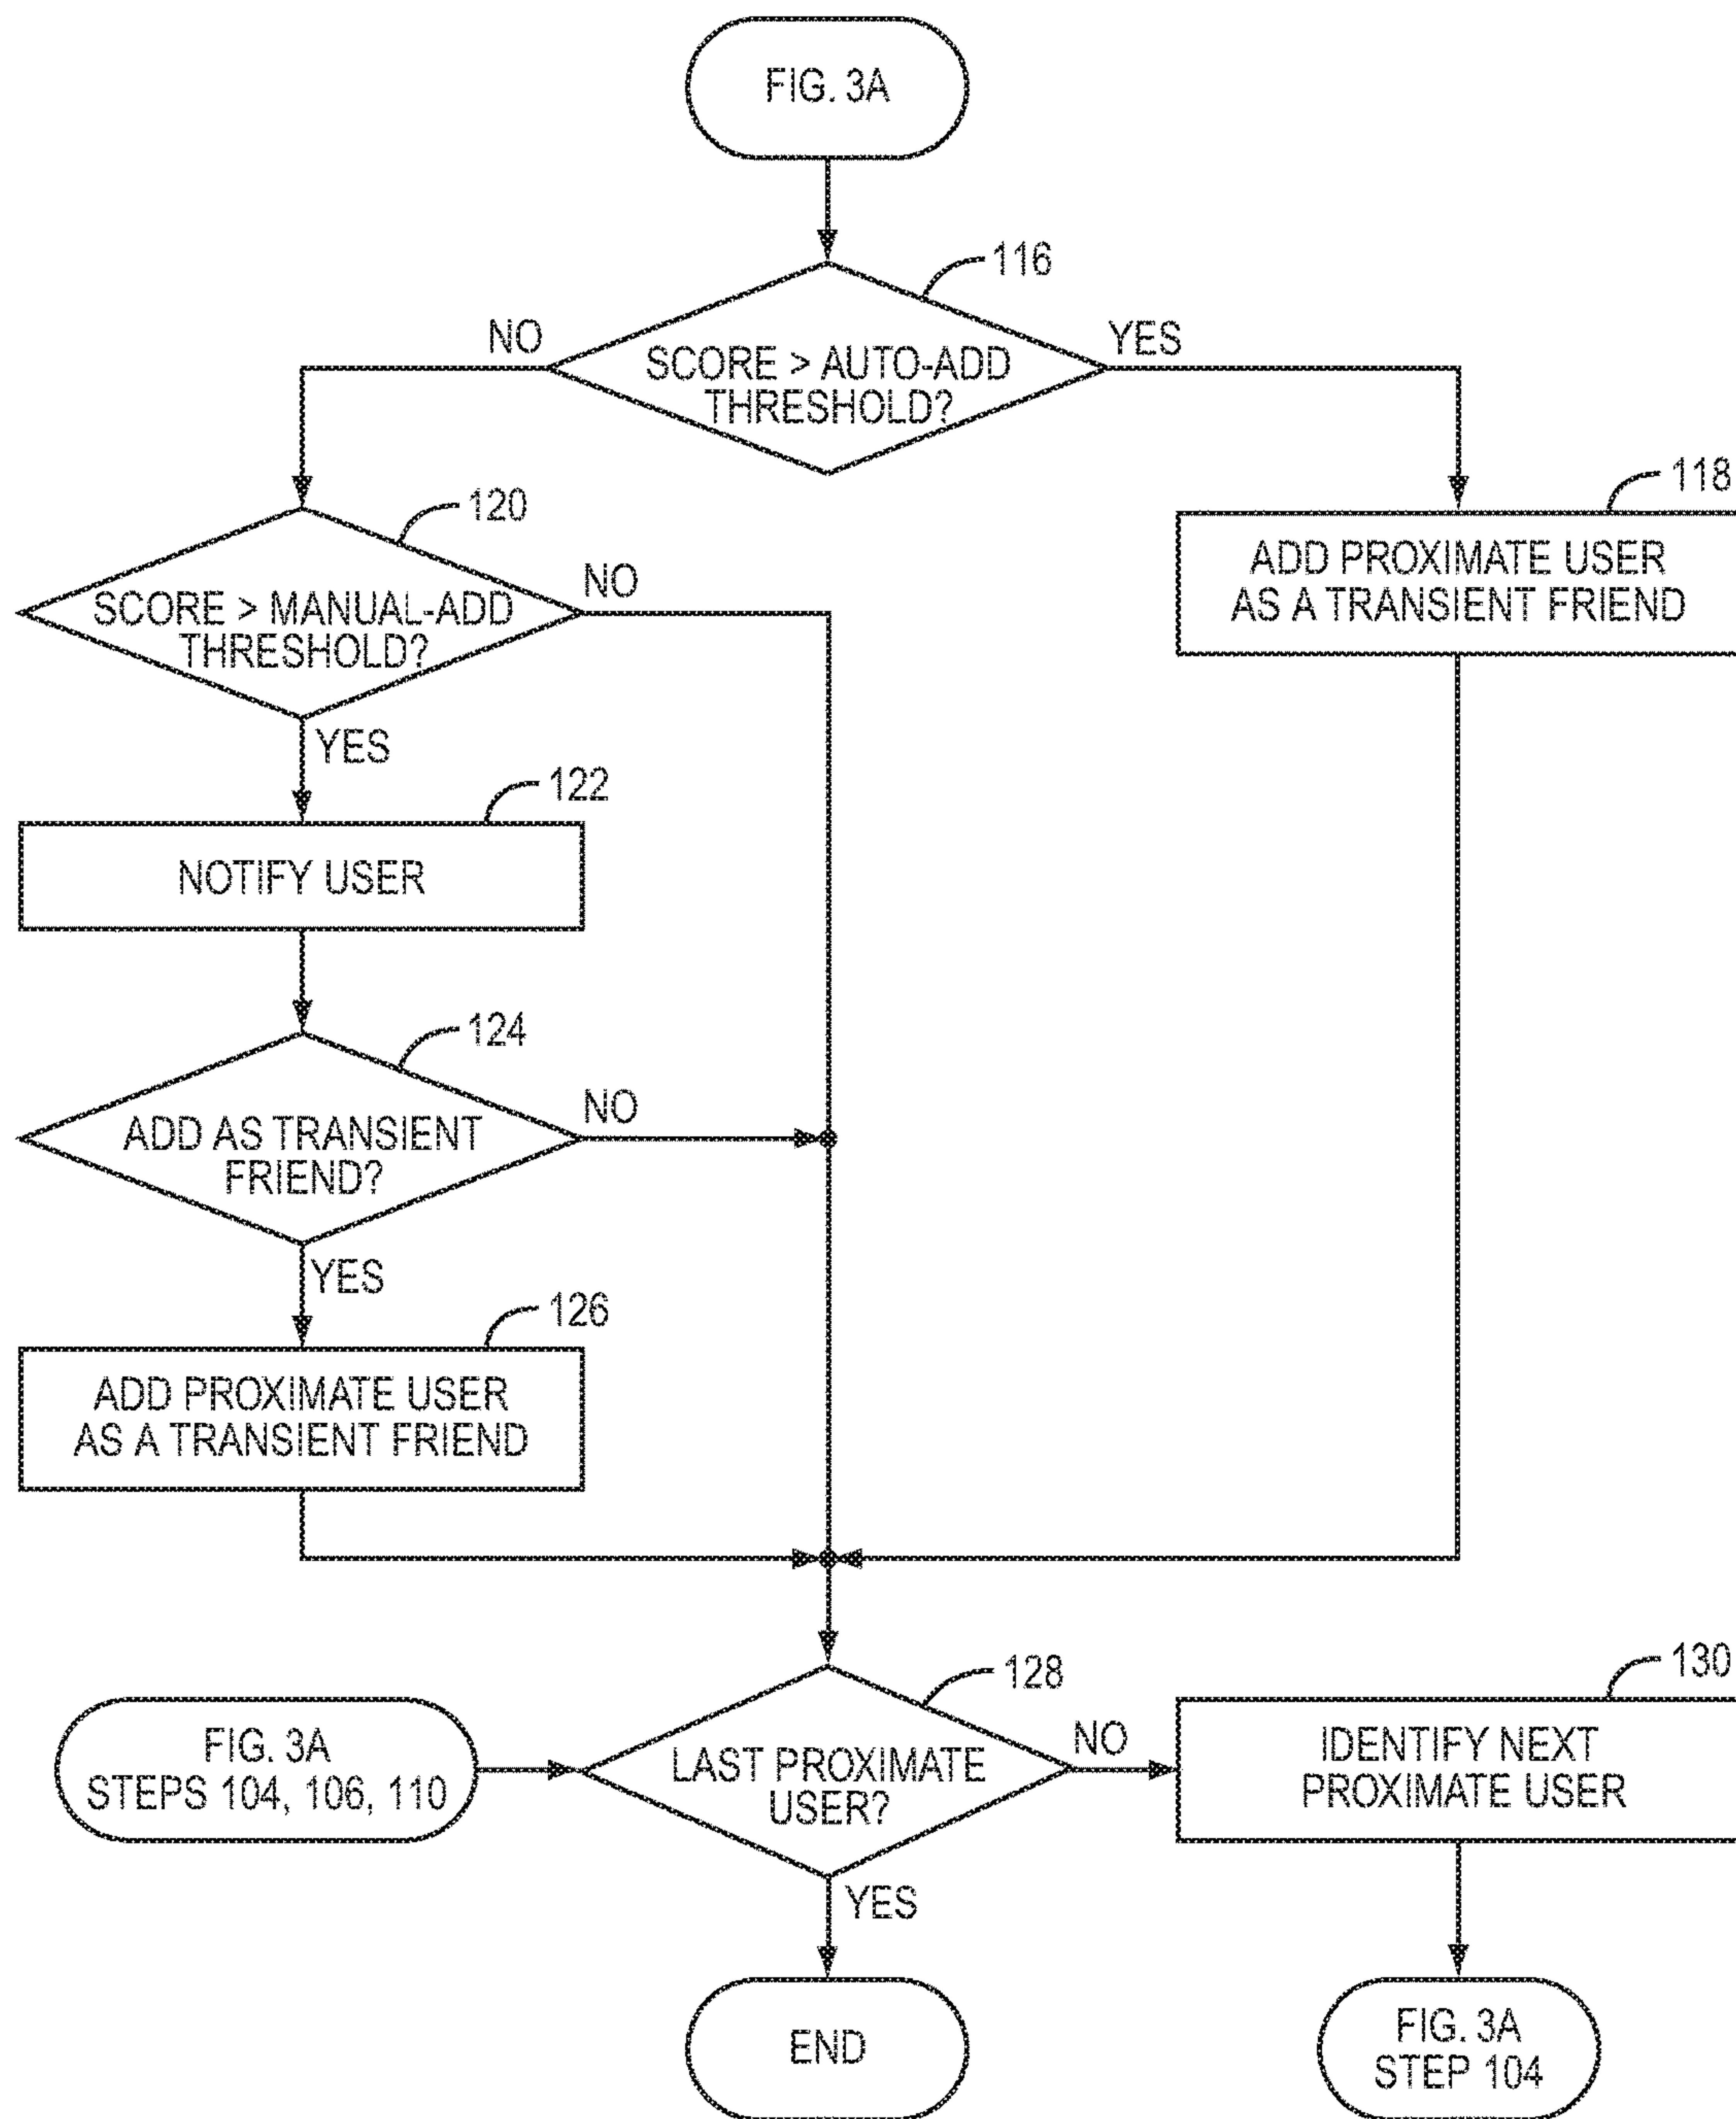 FIG. 3A
116
NO
YES
SCORE > AUTO-ADD
THRESHOLD?
118
ADD PROXIMATE USER
AS A TRANSIENT FRIEND
120
NO
SCORE > MANUAL-ADD
THRESHOLD?
YES
122
NOTIFY USER
124
NO
ADD AS TRANSIENT
FRIEND?
YES
126
ADD PROXIMATE USER
AS A TRANSIENT FRIEND
FIG. 3A
STEPS 104, 106, 110
128
LAST PROXIMATE
USER?
NO
130
IDENTIFY NEXT
PROXIMATE USER
YES
END
FIG. 3A
STEP 104